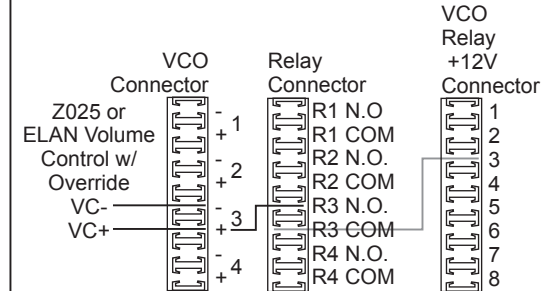 VCO
Connector
Z025 or
ELAN Volume
Control w/
Override
VC-
VC+
-
+ 1
-
+ 2
-
+ 3
-
+ 4
Relay
Connector
R1 N.O
R1 COM
R2 N.O.
R2 COM
R3 N.O.
R3 COM
R4 N.O.
R4 COM
VCO
Relay
+12V
Connector
1
2
3
4
5
6
7
8